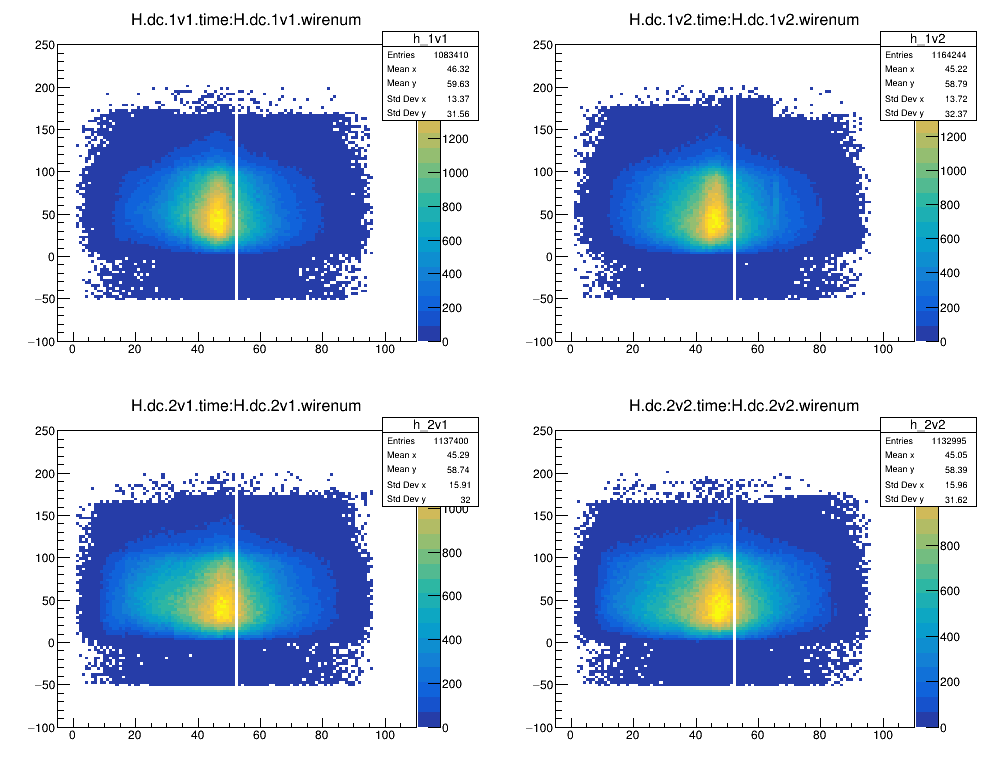 H.dc.1v1.time:H.dc.1v1.wirenum
h_1v1
Entries 1083410
Mean x 46.32
Mean y 59.63
Std Dev x 13.37
Std Dev y 31.56
250
200
150
100
50
0
−50
−100
0 20 40 60 80 100
1200
1000
800
600
400
200
0
H.dc.1v2.time:H.dc.1v2.wirenum
h_1v2
Entries 1164244
Mean x 45.22
Mean y 58.79
Std Dev x 13.72
Std Dev y 32.37
250
200
150
100
50
0
−50
−100
0 20 40 60 80 100
1200
1000
800
600
400
200
0
H.dc.2v1.time:H.dc.2v1.wirenum
h_2v1
Entries 1137400
Mean x 45.29
Mean y 58.74
Std Dev x 15.91
Std Dev y 32
250
200
150
100
50
0
−50
−100
0 20 40 60 80 100
1000
800
600
400
200
0
H.dc.2v2.time:H.dc.2v2.wirenum
h_2v2
Entries 1132995
Mean x 45.05
Mean y 58.39
Std Dev x 15.96
Std Dev y 31.62
250
200
150
100
50
0
−50
−100
0 20 40 60 80 100
800
600
400
200
0